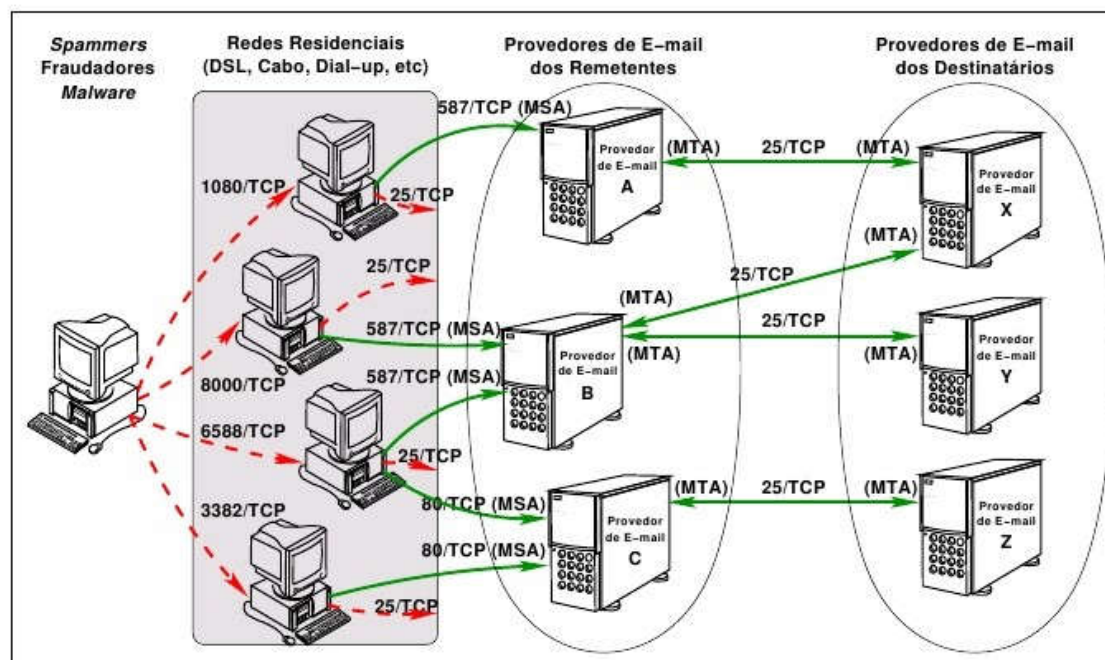 Spammers
Fraudadores
Malware
Redes Residenciais
(DSL, Cabo, Dial-up, etc)
Provedores de E-mail
dos Remetentes
Provedores de E-mail
dos Destinatários
587/TCP (MSA)
1080/TCP
25/TCP
Provedor
de E-mail
A
(MTA)
25/TCP
(MTA)
Provedor
de E-mail
X
25/TCP
(MTA)
25/TCP
(MTA)
587/TCP (MSA)
8000/TCP
Provedor
de E-mail
B
25/TCP
(MTA)
(MTA)
Provedor
de E-mail
Y
587/TCP (MSA)
6588/TCP
25/TCP
80/TCP (MSA)
3382/TCP
80/TCP (MSA)
25/TCP
Provedor
de E-mail
C
(MTA)
25/TCP
(MTA)
Provedor
de E-mail
Z